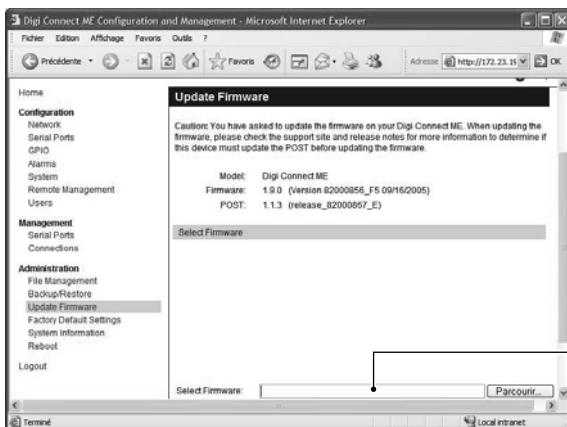 Digi Connect ME Configuration and Management - Microsoft Internet Explorer
Fichier Edition Affichage Favoris Outils ?
Précédente Favoris Adresse http://172.23.19 OK
Home
Configuration
Network
Serial Ports
GPIO
Alarms
System
Remote Management
Users
Management
Serial Ports
Connections
Administration
File Management
Backup/Restore
Update Firmware
Factory Default Settings
System Information
Reboot
Logout
Update Firmware
Caution: You have asked to update the firmware on your Digi Connect ME. When updating the
firmware, please check the support site and release notes for more information to determine if
this device must update the POST before updating the firmware.
Model: Digi Connect ME
Firmware: 1.9.0 (Version 82000856_F5 09/16/2005)
POST: 1.1.3 (release_82000867_E)
Select Firmware
Select Firmware: Parcourir...
Terminé Local intranet